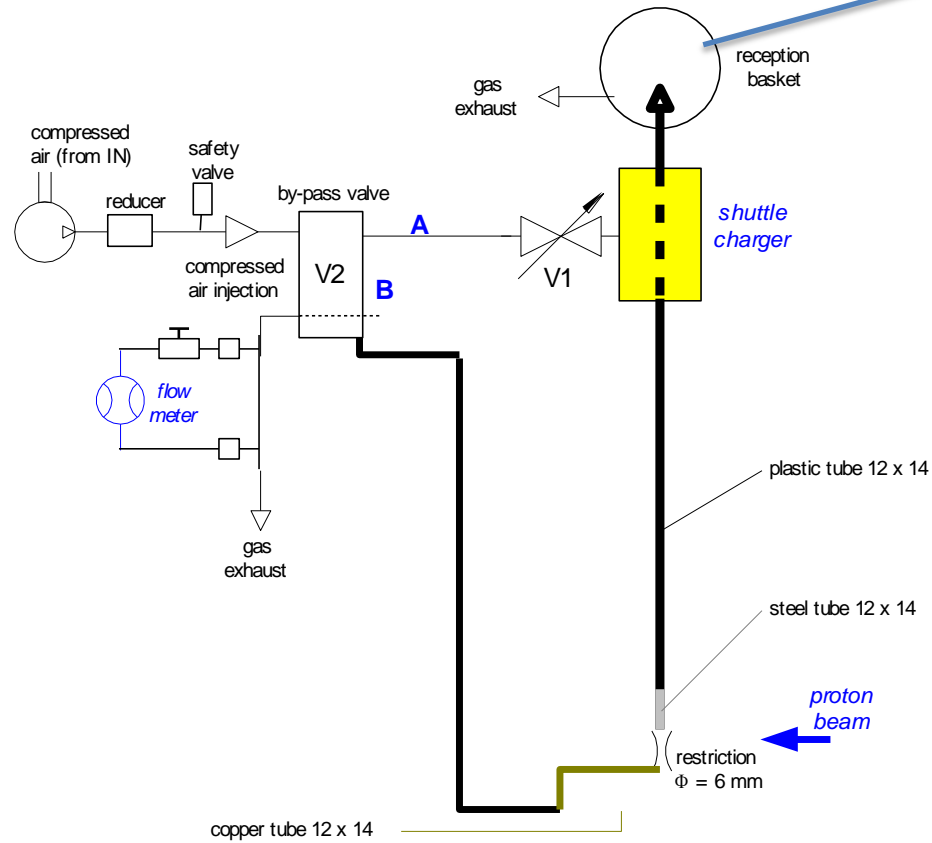 reception
basket
gas
exhaust
compressed
air (from IN)
safety
valve
reducer
by-pass valve
A
shuttle
charger
compressed
air injection
V2
V1
B
flow
meter
plastic tube 12 x 14
gas
exhaust
steel tube 12 x 14
proton
beam
restriction
Φ = 6 mm
copper tube 12 x 14